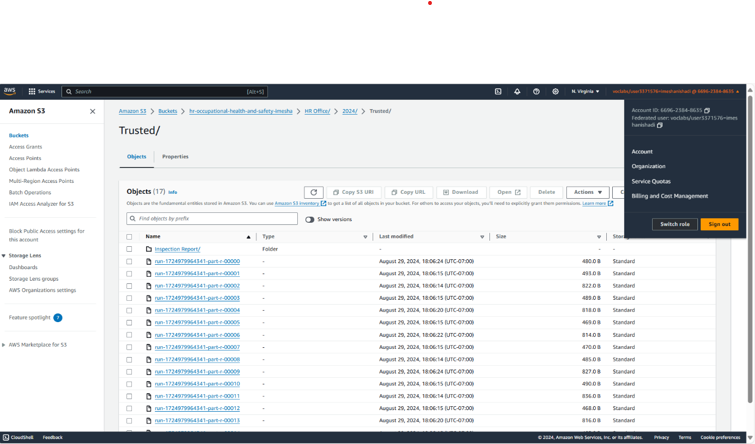 aws
Services
Search
[Alt+S]
N. Virginia
voclabs/user3371576=imeshanishadi @ 6696-2384-8635
Account ID: 6696-2384-8635
Federated user: voclabs/user3371576=imes
hanishadi
Account
Organization
Service Quotas
Billing and Cost Management
Switch role
Sign out
Amazon S3
Buckets
Access Grants
Access Points
Object Lambda Access Points
Multi-Region Access Points
Batch Operations
IAM Access Analyzer for S3
Block Public Access settings for
this account
Storage Lens
Dashboards
Storage Lens groups
AWS Organizations settings
Feature spotlight 7
AWS Marketplace for S3
Amazon S3 > Buckets > hr-occupational-health-and-safety-imesha > HR Office/ > 2024/ > Trusted/
Trusted/
Objects Properties
Objects (17) Info
Copy S3 URI Copy URL Download Open Delete Actions
Objects are the fundamental entities stored in Amazon S3. You can use Amazon S3 inventory to get a list of all objects in your bucket. For others to access your objects, you'll need to explicitly grant them permissions. Learn more
Find objects by prefix
Show versions
Name Type Last modified Size
Inspection Report/ Folder - -
run-1724979964341-part-r-00000 - August 29, 2024, 18:06:24 (UTC-07:00) 480.0 B Standard
run-1724979964341-part-r-00001 - August 29, 2024, 18:06:15 (UTC-07:00) 493.0 B Standard
run-1724979964341-part-r-00002 - August 29, 2024, 18:06:14 (UTC-07:00) 822.0 B Standard
run-1724979964341-part-r-00003 - August 29, 2024, 18:06:15 (UTC-07:00) 489.0 B Standard
run-1724979964341-part-r-00004 - August 29, 2024, 18:06:20 (UTC-07:00) 818.0 B Standard
run-1724979964341-part-r-00005 - August 29, 2024, 18:06:15 (UTC-07:00) 469.0 B Standard
run-1724979964341-part-r-00006 - August 29, 2024, 18:06:22 (UTC-07:00) 814.0 B Standard
run-1724979964341-part-r-00007 - August 29, 2024, 18:06:15 (UTC-07:00) 470.0 B Standard
run-1724979964341-part-r-00008 - August 29, 2024, 18:06:14 (UTC-07:00) 485.0 B Standard
run-1724979964341-part-r-00009 - August 29, 2024, 18:06:24 (UTC-07:00) 827.0 B Standard
run-1724979964341-part-r-00010 - August 29, 2024, 18:06:15 (UTC-07:00) 490.0 B Standard
run-1724979964341-part-r-00011 - August 29, 2024, 18:06:14 (UTC-07:00) 836.0 B Standard
run-1724979964341-part-r-00012 - August 29, 2024, 18:06:15 (UTC-07:00) 468.0 B Standard
run-1724979964341-part-r-00013 - August 29, 2024, 18:06:20 (UTC-07:00) 816.0 B Standard
CloudShell Feedback © 2024, Amazon Web Services, Inc. or its affiliates. Privacy Terms Cookie preferences